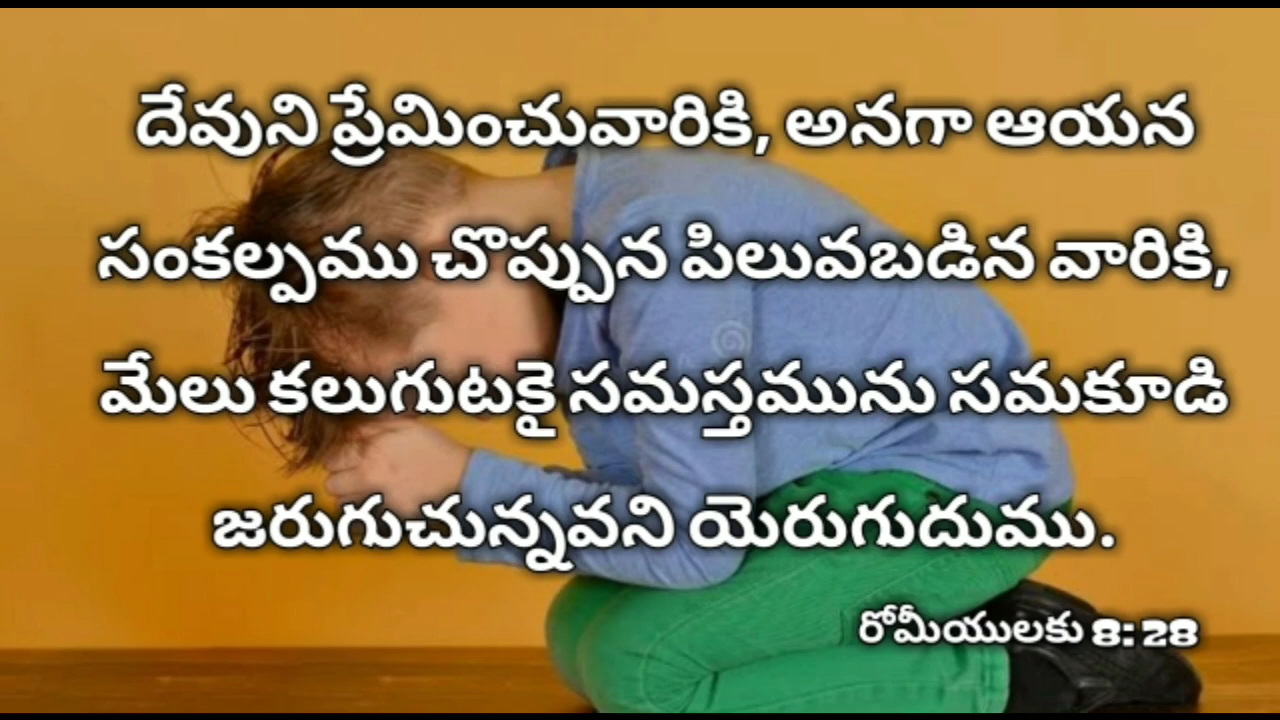 దేవుని ప్రేమించువారికి, అనగా ఆయన
సంకల్పము చొప్పున పిలువబడిన వారికి,
మేలు కలుగుటకై సమస్తమును సమకూడి
జరుగుచున్నవని యెరుగుదుము.
రోమీయులకు 8:28